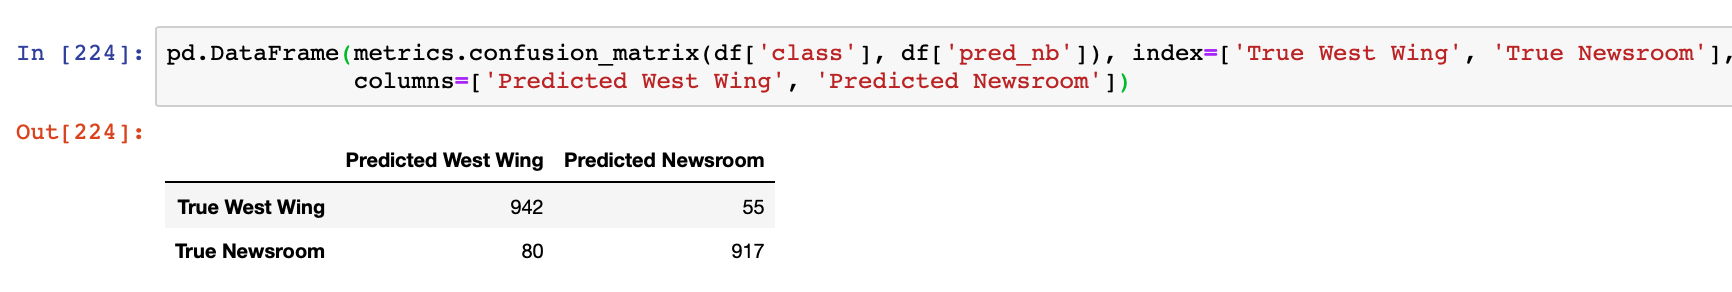 In [224]: pd.DataFrame(metrics.confusion_matrix(df['class'], df['pred_nb']), index=['True West Wing', 'True Newsroom'],
columns=['Predicted West Wing', 'Predicted Newsroom'])
Out[224]:
Predicted West Wing Predicted Newsroom
True West Wing 942 55
True Newsroom 80 917